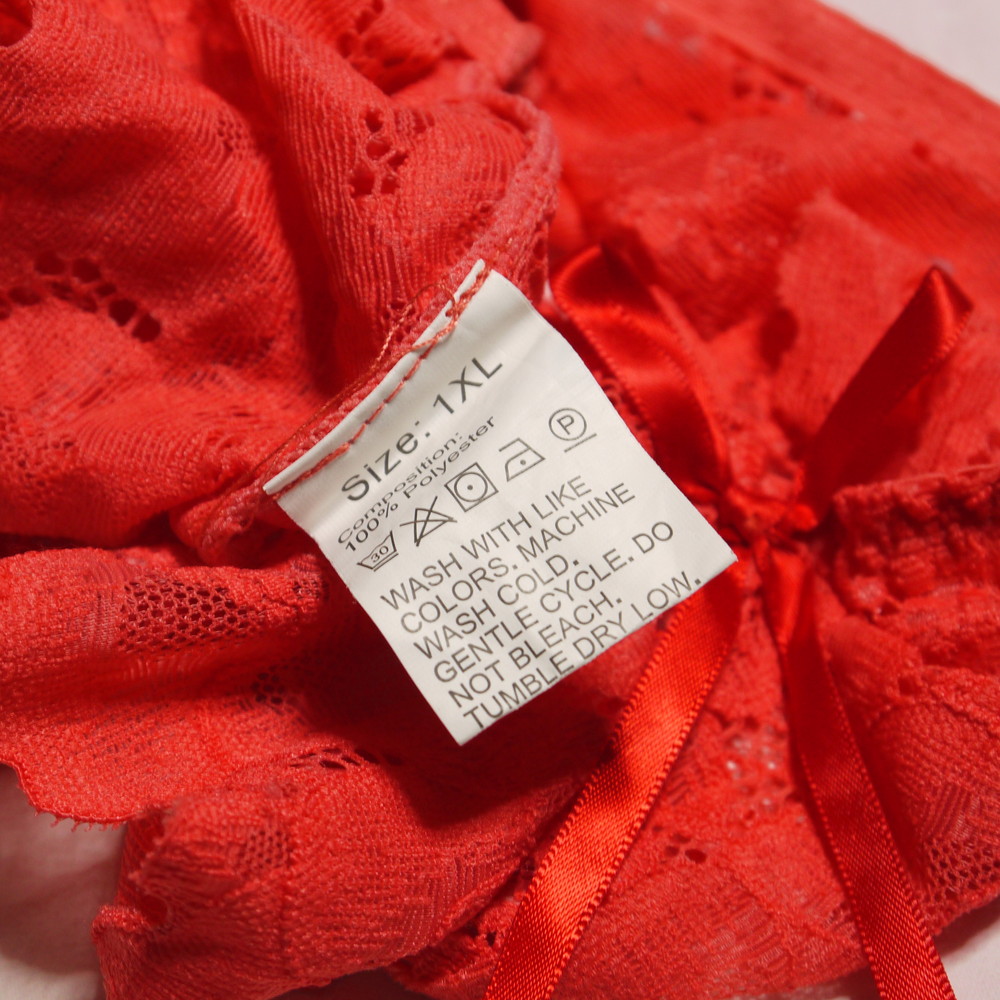 Size: 1XL
Composition:
100% Polyester
30 P
WASH WITH LIKE
COLORS. MACHINE
WASH COLD.
GENTLE CYCLE. DO
NOT BLEACH.
TUMBLE DRY LOW.